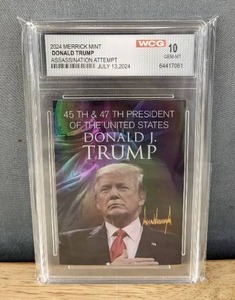 2024 MERRICK MINT
DONALD TRUMP
ASSASSINATION ATTEMPT
JULY 13,2024
WCG
10
GEM-MT
64417081
45 TH & 47 TH PRESIDENT
OF THE UNITED STATES
DONALD J.
TRUMP